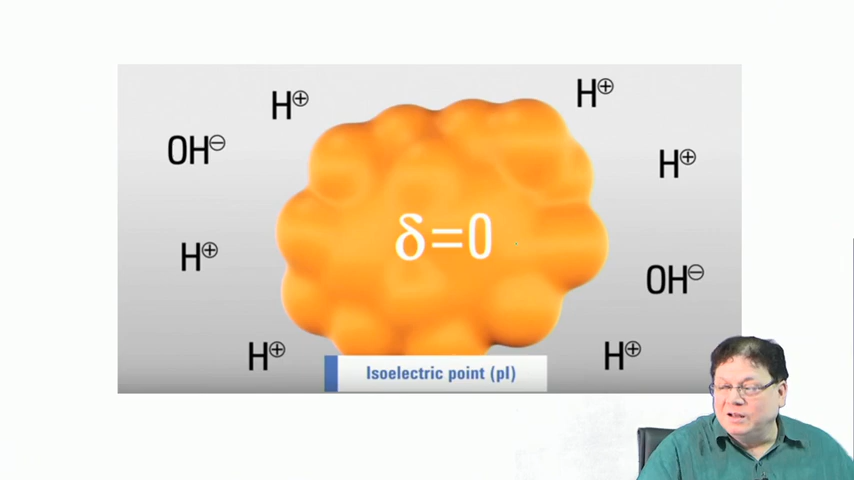 H⊕
H⊕
OH⊖
H⊕
δ=0
H⊕
OH⊖
H⊕
H⊕
Isoelectric point (pI)